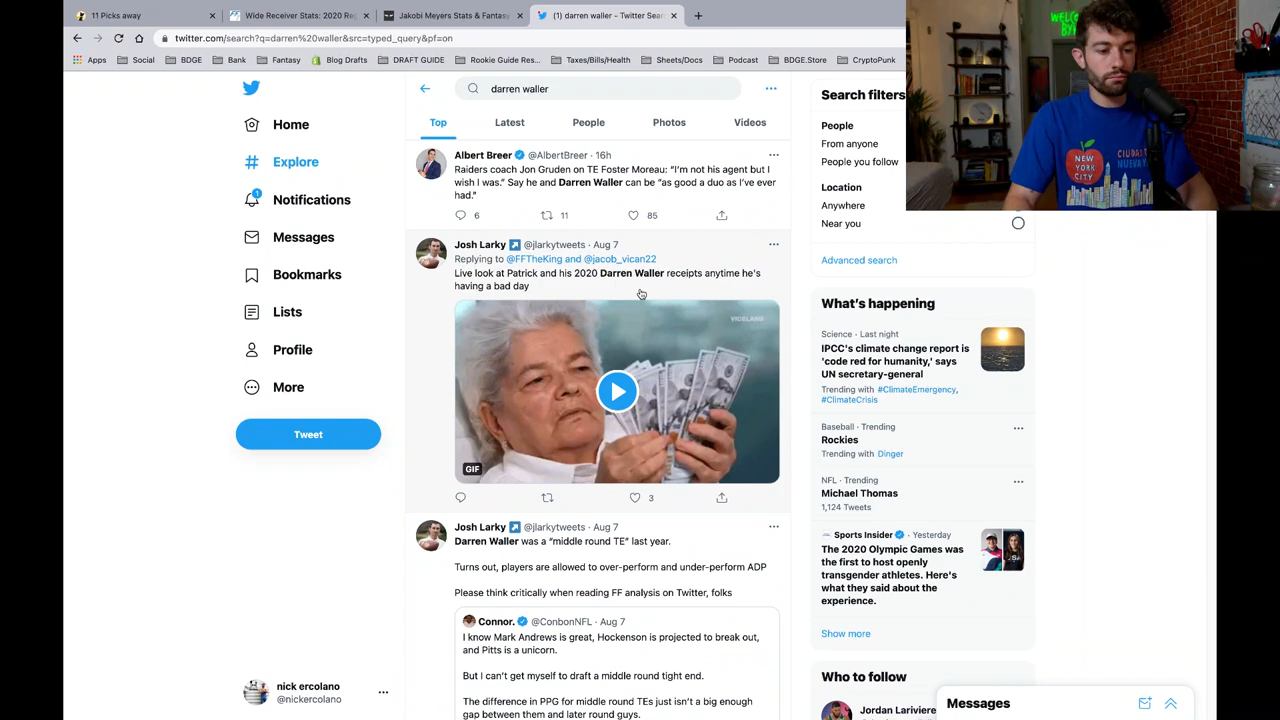 11 Picks away
Wide Receiver Stats: 2020 Re
Jakobi Meyers Stats & Fantasy
darren waller - Twitter Sear
twitter.com/search?q=darren%20waller&src=typed_query&pf=on
Apps
Social
BDGE
Bank
Fantasy
Blog Drafts
DRAFT GUIDE
Rookie Guide Res...
Taxes/Bills/Health
Sheets/Docs
Podcast
BDGE.Store
CryptoPunk
Home
Explore
1
Notifications
Messages
Bookmarks
Lists
Profile
More
Tweet
nick ercolano
@nickercolano
darren waller
Top
Latest
People
Photos
Videos
Albert Breer @AlbertBreer · 16h
Raiders coach Jon Gruden on TE Foster Moreau: "I'm not his agent but I
wish I was." Say he and Darren Waller can be "as good a duo as I've ever
had."
6
11
85
Josh Larky @jlarkytweets · Aug 7
Replying to @FFTheKing and @jacob_vican22
Live look at Patrick and his 2020 Darren Waller receipts anytime he's
having a bad day
VICELAND
GIF
3
Josh Larky @jlarkytweets · Aug 7
Darren Waller was a "middle round TE" last year.
Turns out, players are allowed to over-perform and under-perform ADP
Please think critically when reading FF analysis on Twitter, folks
Connor. @ConbonNFL · Aug 7
I know Mark Andrews is great, Hockenson is projected to break out,
and Pitts is a unicorn.
But I can't get myself to draft a middle round tight end.
The difference in PPG for middle round TEs just isn't a big enough
gap between them and later round guys.
Search filters
People
From anyone
People you follow
Location
Anywhere
Near you
Advanced search
What's happening
Science · Last night
IPCC's climate change report is
'code red for humanity,' says
UN secretary-general
Trending with #ClimateEmergency,
#ClimateCrisis
Baseball · Trending
Rockies
Trending with Dinger
NFL · Trending
Michael Thomas
1,124 Tweets
Sports Insider · Yesterday
The 2020 Olympic Games was
the first to host openly
transgender athletes. Here's
what they said about the
experience.
Show more
Who to follow
Jordan Lariviere
Messages
NEW
YORK
CITY
CIUDAD
NUEVA